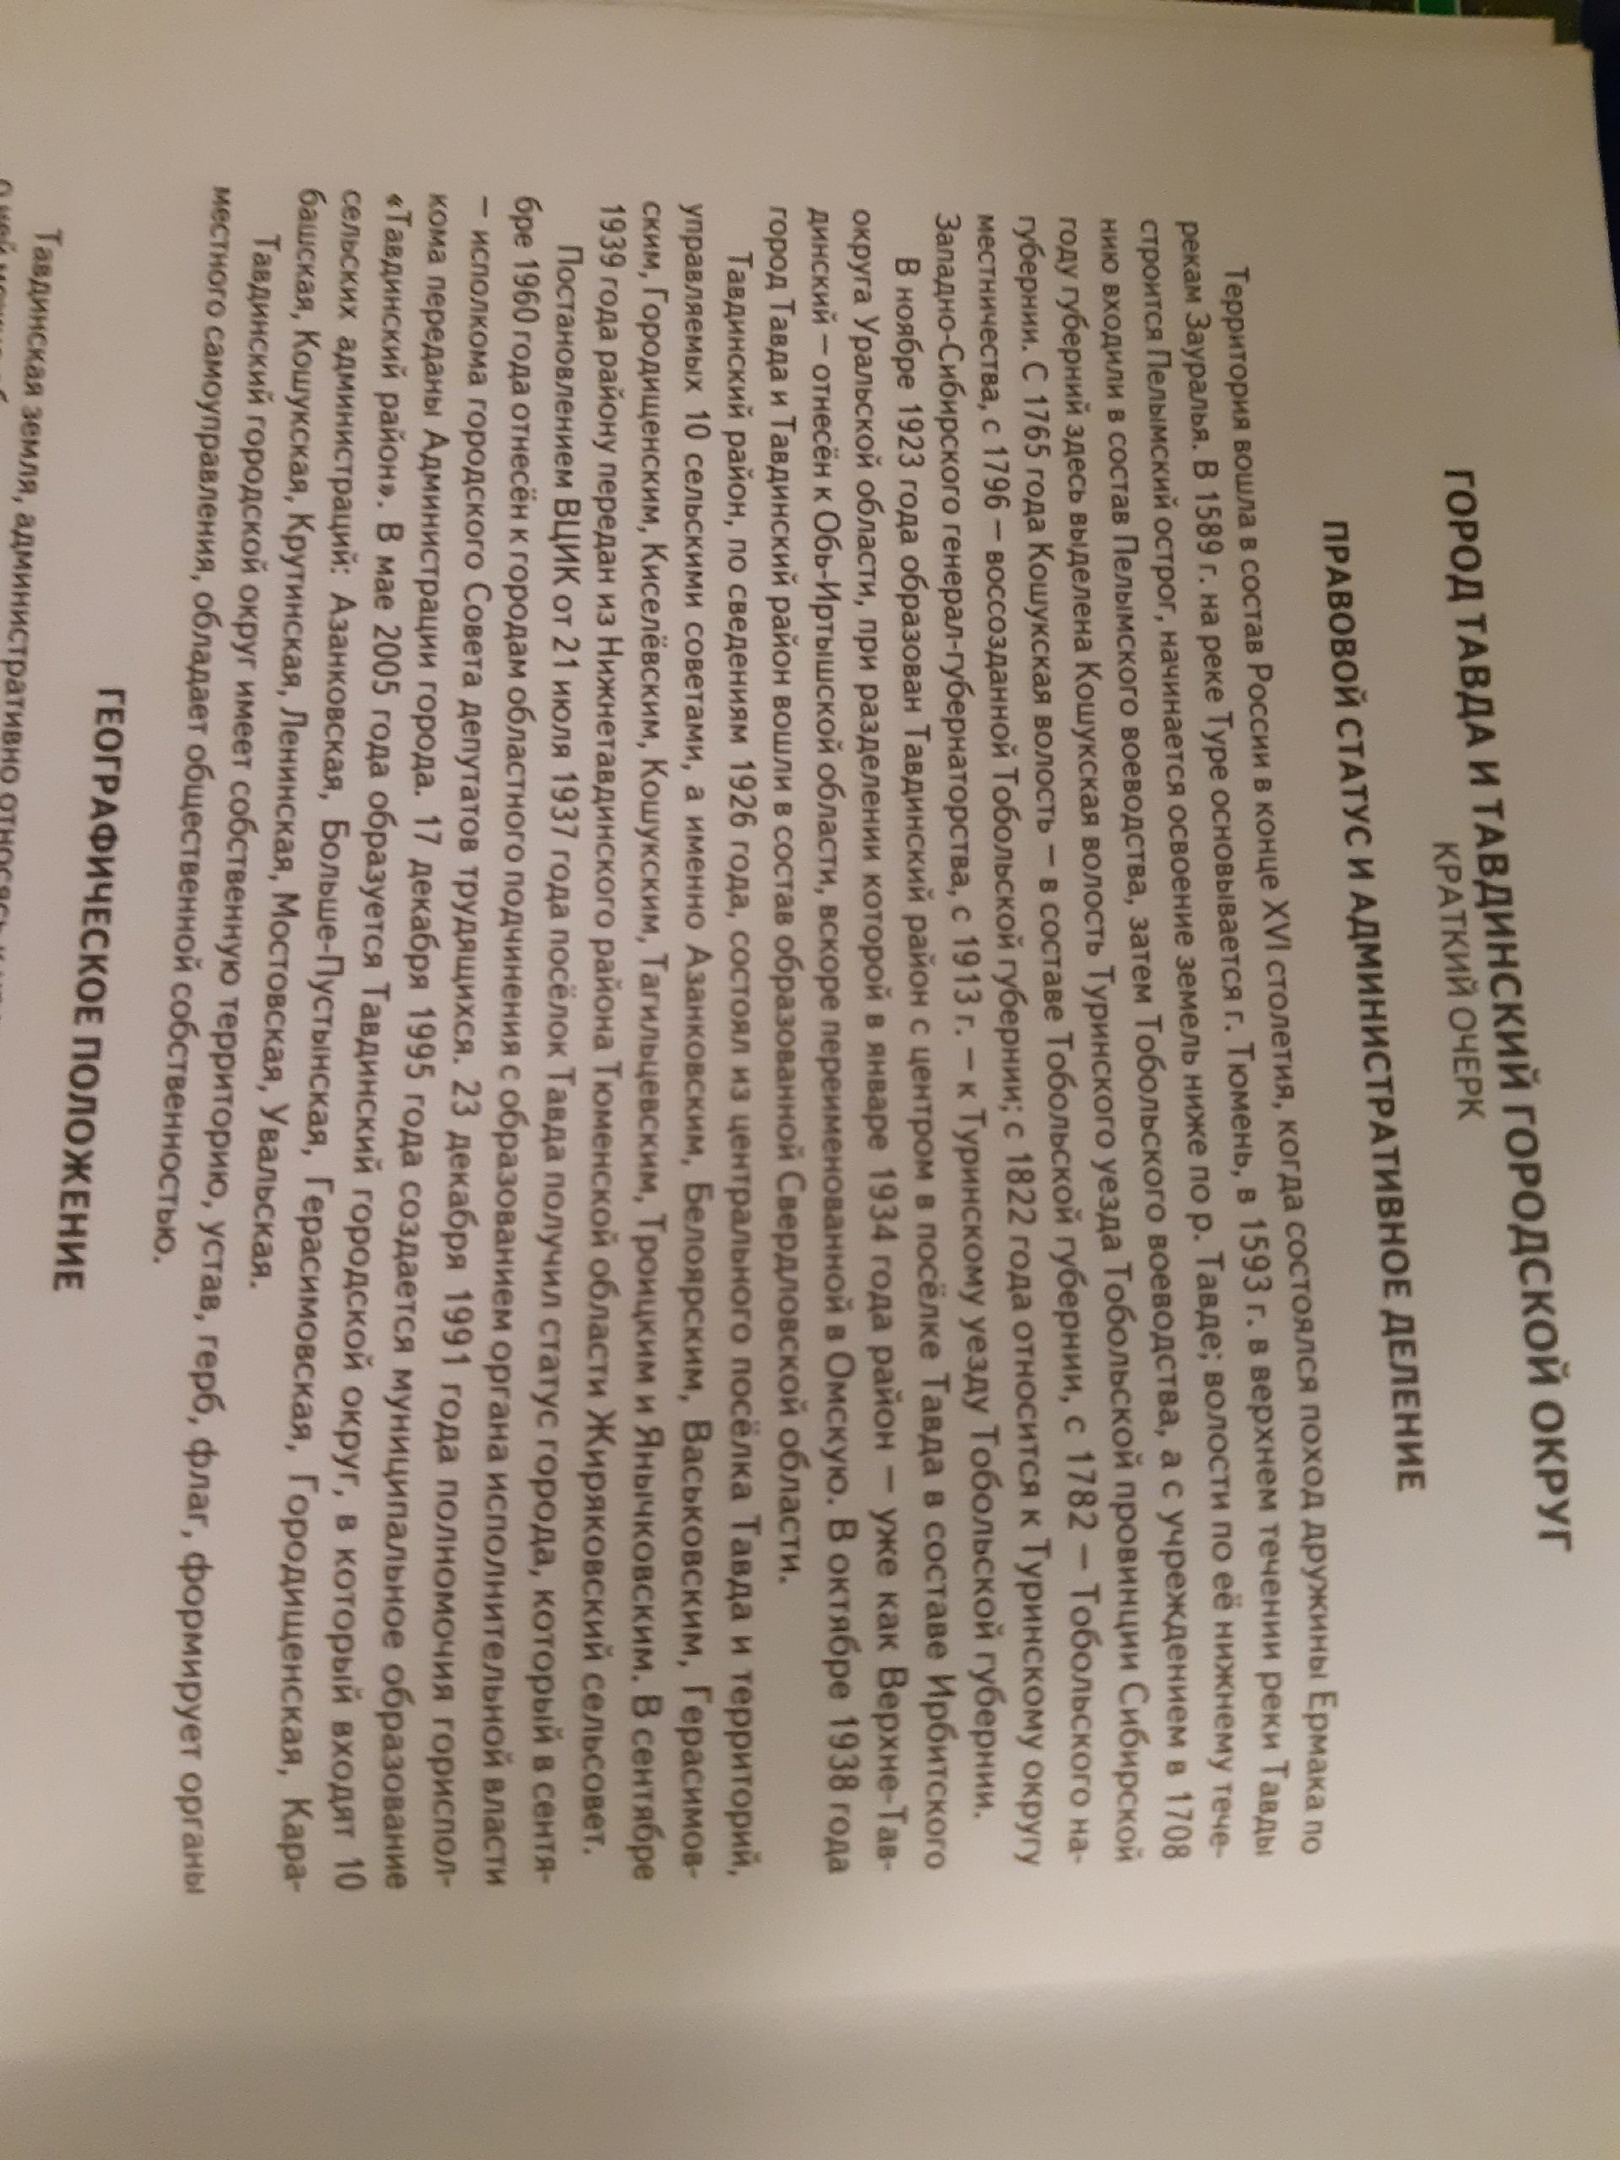 ГОРОД ТАВДА И ТАВДИНСКИЙ ГОРОДСКОЙ ОКРУГ
КРАТКИЙ ОЧЕРК
ПРАВОВОЙ СТАТУС И АДМИНИСТРАТИВНОЕ ДЕЛЕНИЕ
Территория вошла в состав России в конце XVI столетия, когда состоялся поход дружины Ермака по
рекам Зауралья. В 1589 г. на реке Туре основывается г. Тюмень, в 1593 г. в верхнем течении реки Тавды
строится Пелымский острог, начинается освоение земель ниже по р. Тавде; волости по её нижнему тече-
нию входили в состав Пелымского воеводства, затем Тобольского воеводства, а с учреждением в 1708
году губерний здесь выделена Кошукская волость Туринского уезда Тобольской провинции Сибирской
губернии. С 1765 года Кошукская волость — в составе Тобольской губернии, с 1782 — Тобольского на-
местничества, с 1796 — воссозданной Тобольской губернии; с 1822 года относится к Туринскому округу
Западно-Сибирского генерал-губернаторства, с 1913 г. — к Туринскому уезду Тобольской губернии.
В ноябре 1923 года образован Тавдинский район с центром в посёлке Тавда в составе Ирбитского
округа Уральской области, при разделении которой в январе 1934 года район — уже как Верхне-Тав-
динский — отнесён к Обь-Иртышской области, вскоре переименованной в Омскую. В октябре 1938 года
город Тавда и Тавдинский район вошли в состав образованной Свердловской области.
Тавдинский район, по сведениям 1926 года, состоял из центрального посёлка Тавда и территорий,
управляемых 10 сельскими советами, а именно Азанковским, Белоярским, Васьковским, Герасимов-
ским, Городищенским, Киселёвским, Кошукским, Тагильцевским, Троицким и Янычковским. В сентябре
1939 года району передан из Нижнетавдинского района Тюменской области Жиряковский сельсовет.
Постановлением ВЦИК от 21 июля 1937 года посёлок Тавда получил статус города, который в сентя-
бре 1960 года отнесён к городам областного подчинения с образованием органа исполнительной власти
— исполкома городского Совета депутатов трудящихся. 23 декабря 1991 года полномочия гориспол-
кома переданы Администрации города. 17 декабря 1995 года создается муниципальное образование
«Тавдинский район». В мае 2005 года образуется Тавдинский городской округ, в который входят 10
сельских администраций: Азанковская, Больше-Пустынская, Герасимовская, Городищенская, Кара-
башская, Кошукская, Крутинская, Ленинская, Мостовская, Увальская.
Тавдинский городской округ имеет собственную территорию, устав, герб, флаг, формирует органы
местного самоуправления, обладает общественной собственностью.
ГЕОГРАФИЧЕСКОЕ ПОЛОЖЕНИЕ
Тавдинская земля, административно относясь к